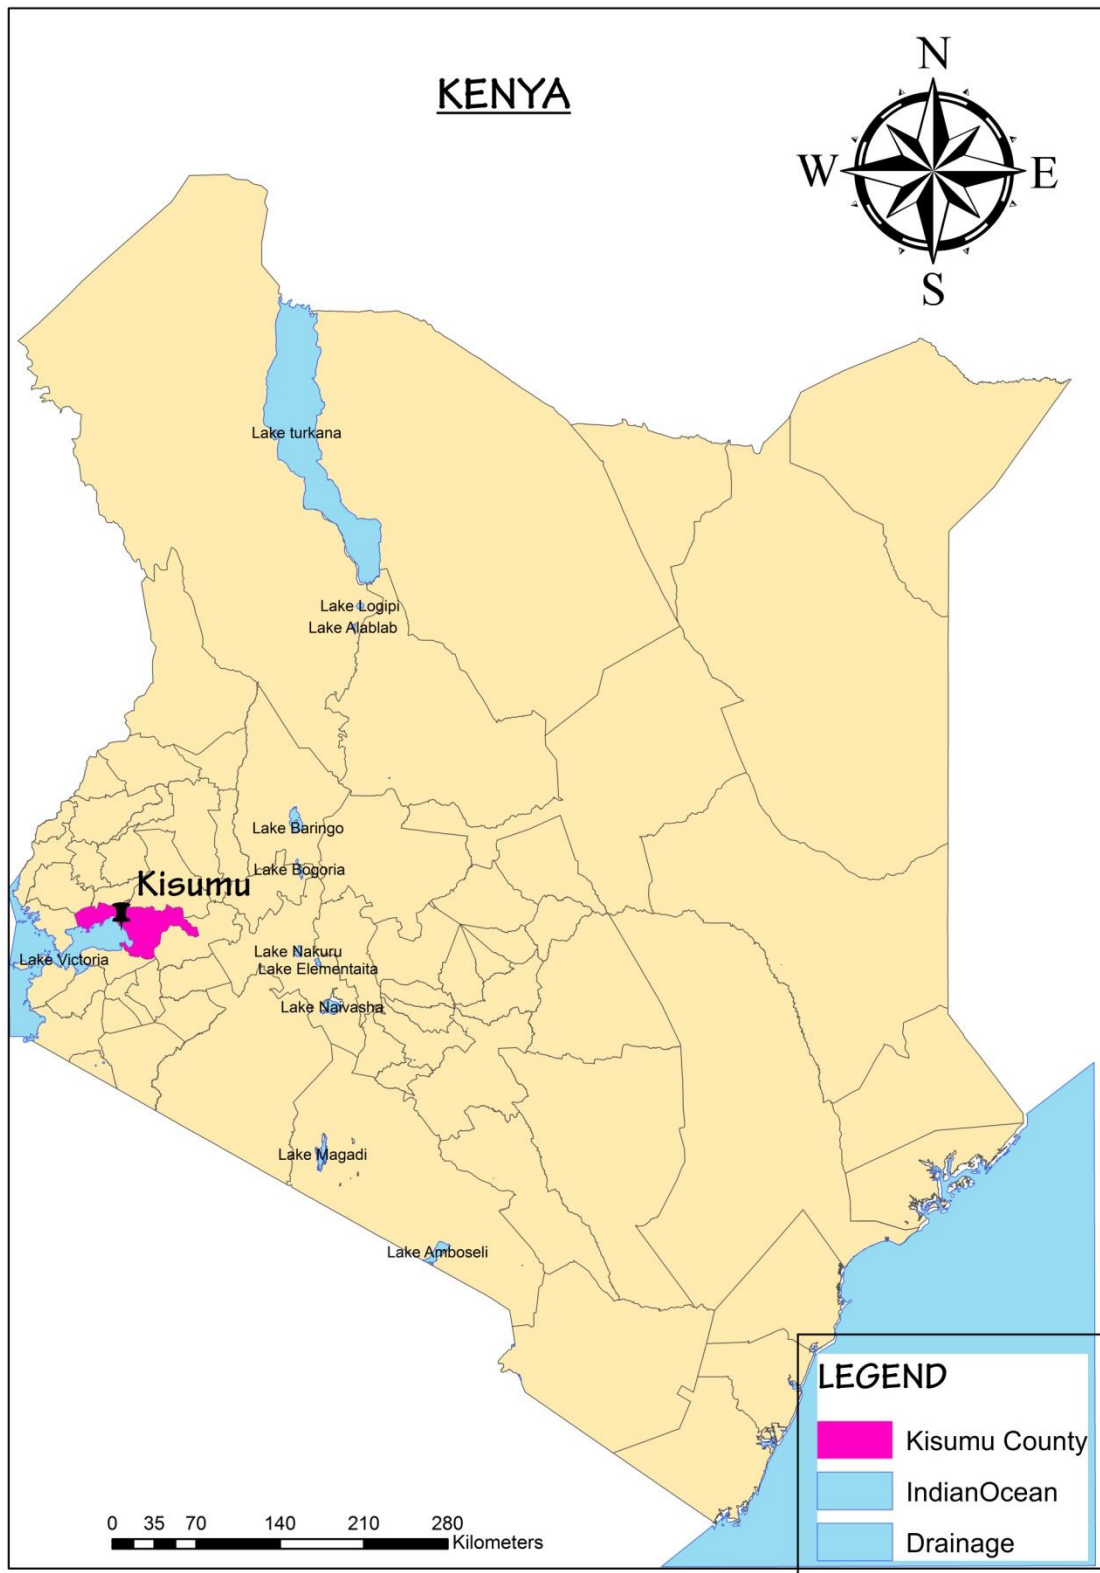 KENYA
N
W E
S
Lake turkana
Lake Logipi
Lake Alablab
Lake Baringo
Lake Bogoria
Kisumu
Lake Nakuru
Lake Victoria
Lake Elementaita
Lake Naivasha
Lake Magadi
Lake Amboseli
LEGEND
Kisumu County
IndianOcean
Drainage
0 35 70 140 210 280
Kilometers